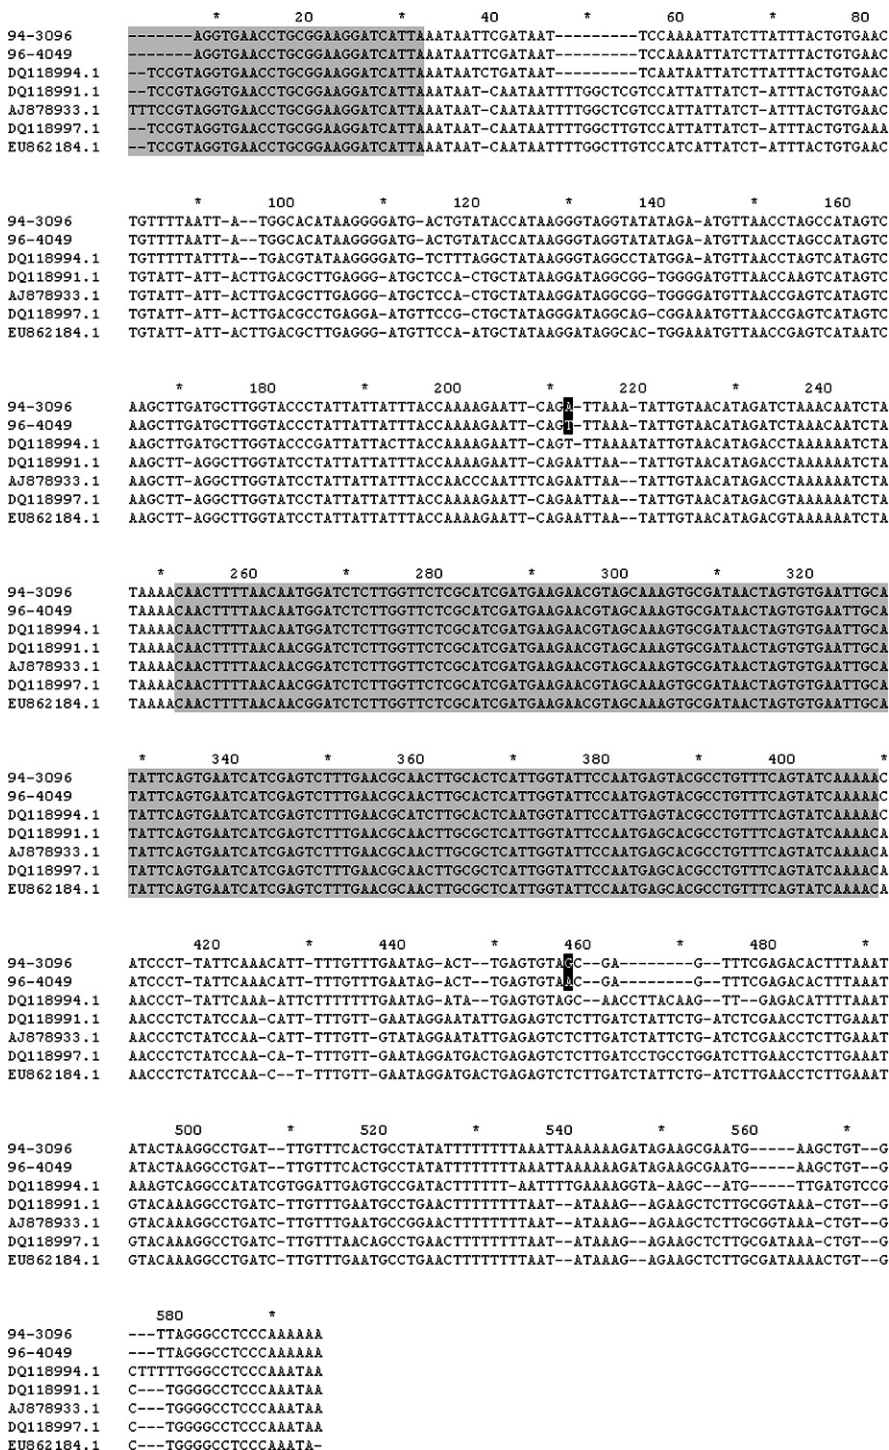 * 20 * 40 * 60 * 80
94-3096 -------AGGTGAACCTGCGGAAGGATCATTAAATAATTCGATAAT---------TCCAAAATTATCTTATTTACTGTGAAC
96-4049 -------AGGTGAACCTGCGGAAGGATCATTAAATAATTCGATAAT---------TCCAAAATTATCTTATTTACTGTGAAC
DQ118994.1 --TCCGTAGGTGAACCTGCGGAAGGATCATTAAATAATCTGATAAT---------TCAATAATTATCTTATTTACTGTGAAC
DQ118991.1 --TCCGTAGGTGAACCTGCGGAAGGATCATTAAATAAT-CAATAATTTTGGCTCGTCCATTATTATCT-ATTTACTGTGAAC
AJ878933.1 TTTCCGTAGGTGAACCTGCGGAAGGATCATTAAATAAT-CAATAATTTTGGCTCGTCCATTATTATCT-ATTTACTGTGAAC
DQ118997.1 --TCCGTAGGTGAACCTGCGGAAGGATCATTAAATAAT-CAATAATTTTGGCTTGTCCATTATTATCT-ATTTACTGTGAAA
EU862184.1 --TCCGTAGGTGAACCTGCGGAAGGATCATTAAATAAT-CAATAATTTTGGCTTGTCCATCATTATCT-ATTTACTGTGAAC
* 100 * 120 * 140 * 160
94-3096 TGTTTTAATT-A--TGGCACATAAGGGGATG-ACTGTATACCATAAGGGTAGGTATATAGA-ATGTTAACCTAGCCATAGTC
96-4049 TGTTTTAATT-A--TGGCACATAAGGGGATG-ACTGTATACCATAAGGGTAGGTATATAGA-ATGTTAACCTAGCCATAGTC
DQ118994.1 TGTTTTTATTTA--TGACGTATAAGGGGATG-TCTTTAGGCTATAAGGGTAGGCCTATGGA-ATGTTAACCTAGTCATAGTC
DQ118991.1 TGTATT-ATT-ACTTGACGCTTGAGGG-ATGCTCCA-CTGCTATAAGGATAGGCGG-TGGGGATGTTAACCAAGTCATAGTC
AJ878933.1 TGTATT-ATT-ACTTGACGCTTGAGGG-ATGCTCCA-CTGCTATAAGGATAGGCGG-TGGGGATGTTAACCGAGTCATAGTC
DQ118997.1 TGTATT-ATT-ACTTGACGCCTGAGGA-ATGTTCCG-CTGCTATAGGGATAGGCAG-CGGAAATGTTAACCGAGTCATAGTC
EU862184.1 TGTATT-ATT-ACTTGACGCTTGAGGG-ATGTTCCA-ATGCTATAAGGATAGGCAC-TGGAAATGTTAACCGAGTCATAATC
* 180 * 200 * 220 * 240
94-3096 AAGCTTGATGCTTGGTACCCTATTATTATTTACCAAAAGAATT-CAGA-TTAAA-TATTGTAACATAGATCTAAACAATCTA
96-4049 AAGCTTGATGCTTGGTACCCTATTATTATTTACCAAAAGAATT-CAGT-TTAAA-TATTGTAACATAGATCTAAACAATCTA
DQ118994.1 AAGCTTGATGCTTGGTACCCGATTATTACTTACCAAAAGAATT-CAGT-TTAAAATATTGTAACATAGACCTAAAAAATCTA
DQ118991.1 AAGCTT-AGGCTTGGTATCCTATTATTATTTACCAAAAGAATT-CAGAATTAA--TATTGTAACATAGACCTAAAAAATCTA
AJ878933.1 AAGCTT-AGGCTTGGTATCCTATTATTATTTACCAACCCAATTTCAGAATTAA--TATTGTAACATAGACCTAAAAAATCTA
DQ118997.1 AAGCTT-AGGCTTGGTATCCTATTATTATTTACCAAAAGAATT-CAGAATTAA--TATTGTAACATAGACGTAAAAAATCTA
EU862184.1 AAGCTT-AGGCTTGGTATCCTATTATTATTTACCAAAAGAATT-CAGAATTAA--TATTGTAACATAGACGTAAAAAATCTA
* 260 * 280 * 300 * 320
94-3096 TAAAACAACTTTTAACAATGGATCTCTTGGTTCTCGCATCGATGAAGAACGTAGCAAAGTGCGATAACTAGTGTGAATTGCA
96-4049 TAAAACAACTTTTAACAATGGATCTCTTGGTTCTCGCATCGATGAAGAACGTAGCAAAGTGCGATAACTAGTGTGAATTGCA
DQ118994.1 TAAAACAACTTTTAACAATGGATCTCTTGGTTCTCGCATCGATGAAGAACGTAGCAAAGTGCGATAACTAGTGTGAATTGCA
DQ118991.1 TAAAACAACTTTTAACAACGGATCTCTTGGTTCTCGCATCGATGAAGAACGTAGCAAAGTGCGATAACTAGTGTGAATTGCA
AJ878933.1 TAAAACAACTTTTAACAACGGATCTCTTGGTTCTCGCATCGATGAAGAACGTAGCAAAGTGCGATAACTAGTGTGAATTGCA
DQ118997.1 TAAAACAACTTTTAACAACGGATCTCTTGGTTCTCGCATCGATGAAGAACGTAGCAAAGTGCGATAACTAGTGTGAATTGCA
EU862184.1 TAAAACAACTTTTAACAACGGATCTCTTGGTTCTCGCATCGATGAAGAACGTAGCAAAGTGCGATAACTAGTGTGAATTGCA
* 340 * 360 * 380 * 400 *
94-3096 TATTCAGTGAATCATCGAGTCTTTGAACGCAACTTGCACTCATTGGTATTCCAATGAGTACGCCTGTTTCAGTATCAAAAAC
96-4049 TATTCAGTGAATCATCGAGTCTTTGAACGCAACTTGCACTCATTGGTATTCCAATGAGTACGCCTGTTTCAGTATCAAAAAC
DQ118994.1 TATTCAGTGAATCATCGAGTCTTTGAACGCATCTTGCACTCAATGGTATTCCATTGAGTACGCCTGTTTCAGTATCAAAAAC
DQ118991.1 TATTCAGTGAATCATCGAGTCTTTGAACGCAACTTGCGCTCATTGGTATTCCAATGAGCACGCCTGTTTCAGTATCAAAACA
AJ878933.1 TATTCAGTGAATCATCGAGTCTTTGAACGCAACTTGCGCTCATTGGTATTCCAATGAGCACGCCTGTTTCAGTATCAAAACA
DQ118997.1 TATTCAGTGAATCATCGAGTCTTTGAACGCAACTTGCGCTCATTGGTATTCCAATGAGCACGCCTGTTTCAGTATCAAAACA
EU862184.1 TATTCAGTGAATCATCGAGTCTTTGAACGCAACTTGCGCTCATTGGTATTCCAATGAGCACGCCTGTTTCAGTATCAAAACA
420 * 440 * 460 * 480 *
94-3096 ATCCCT-TATTCAAACATT-TTTGTTTGAATAG-ACT--TGAGTGTAGC--GA--------G--TTTCGAGACACTTTAAAT
96-4049 ATCCCT-TATTCAAACATT-TTTGTTTGAATAG-ACT--TGAGTGTAAC--GA--------G--TTTCGAGACACTTTAAAT
DQ118994.1 AACCCT-TATTCAAA-ATTCTTTTTTTGAATAG-ATA--TGAGTGTAGC--AACCTTACAAG--TT--GAGACATTTTAAAT
DQ118991.1 AACCCTCTATCCAA-CATT-TTTGTT-GAATAGGAATATTGAGAGTCTCTTGATCTATTCTG-ATCTCGAACCTCTTGAAAT
AJ878933.1 AACCCTCTATCCAA-CATT-TTTGTT-GTATAGGAATATTGAGAGTCTCTTGATCTATTCTG-ATCTCGAACCTCTTGAAAT
DQ118997.1 AACCCTCTATCCAA-CA-T-TTTGTT-GAATAGGATGACTGAGAGTCTCTTGATCCTGCCTGGATCTTGAACCTCTTGAAAT
EU862184.1 AACCCTCTATCCAA-C--T-TTTGTT-GAATAGGATGACTGAGAGTCTCTTGATCTATTCTG-ATCTTGAACCTCTTGAAAT
500 * 520 * 540 * 560 *
94-3096 ATACTAAGGCCTGAT--TTGTTTCACTGCCTATATTTTTTTTAAATTAAAAAAGATAGAAGCGAATG-----AAGCTGT--G
96-4049 ATACTAAGGCCTGAT--TTGTTTCACTGCCTATATTTTTTTTAAATTAAAAAAGATAGAAGCGAATG-----AAGCTGT--G
DQ118994.1 AAAGTCAGGCCATATCGTGGATTGAGTGCCGATACTTTTTT-AATTTTGAAAAGGTA-AAGC--ATG-----TTGATGTCCG
DQ118991.1 GTACAAAGGCCTGATC-TTGTTTGAATGCCTGAACTTTTTTTTAAT--ATAAAG-AGAAGCTCTTGCGGTAAA-CTGT--G
AJ878933.1 GTACAAAGGCCTGATC-TTGTTTGAATGCCGGAACTTTTTTTTAAT--ATAAAG-AGAAGCTCTTGCGGTAAA-CTGT--G
DQ118997.1 GTACAAAGGCCTGATC-TTGTTTAACAGCCTGAACTTTTTTTTAAT--ATAAAG-AGAAGCTCTTGCGATAAA-CTGT--G
EU862184.1 GTACAAAGGCCTGATC-TTGTTTGAATGCCTGAACTTTTTTTTAAT--ATAAAG-AGAAGCTCTTGCGATAAAACTGT--G
580 *
94-3096 ---TTAGGGCCTCCCAAAAAA
96-4049 ---TTAGGGCCTCCCAAAAAA
DQ118994.1 CTTTTTGGGCCTCCCAAATAA
DQ118991.1 C---TGGGGCCTCCCAAATAA
AJ878933.1 C---TGGGGCCTCCCAAATAA
DQ118997.1 C---TGGGGCCTCCCAAATAA
EU862184.1 C---TGGGGCCTCCCAAATA-